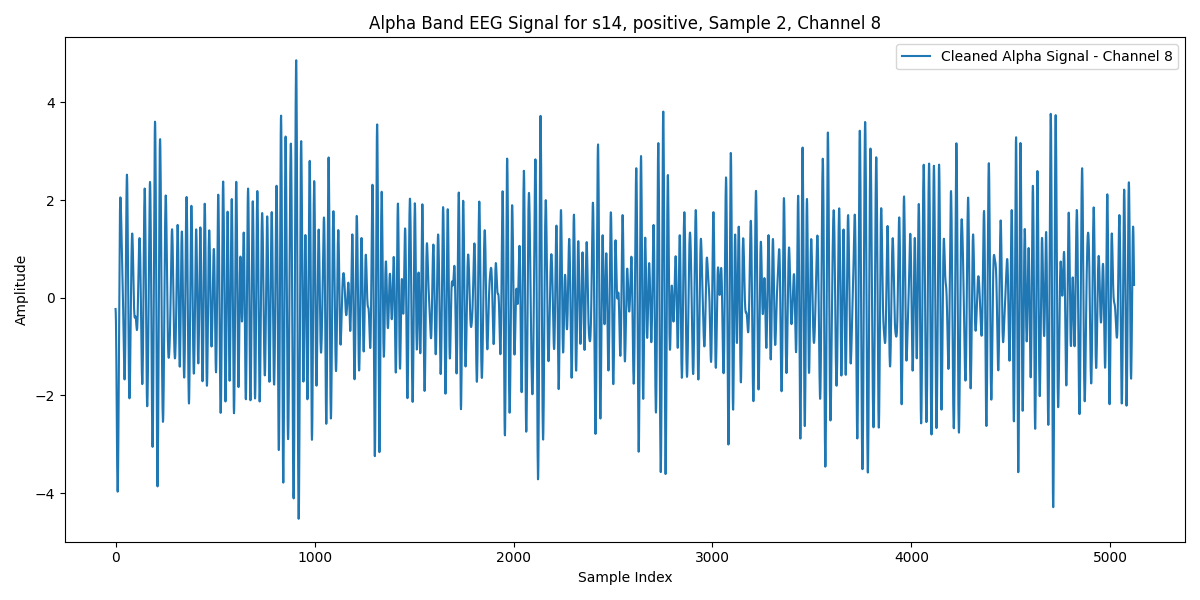 Alpha Band EEG Signal for s14, positive, Sample 2, Channel 8
Cleaned Alpha Signal - Channel 8
Amplitude
4
2
0
−2
−4
0 1000 2000 3000 4000 5000
Sample Index